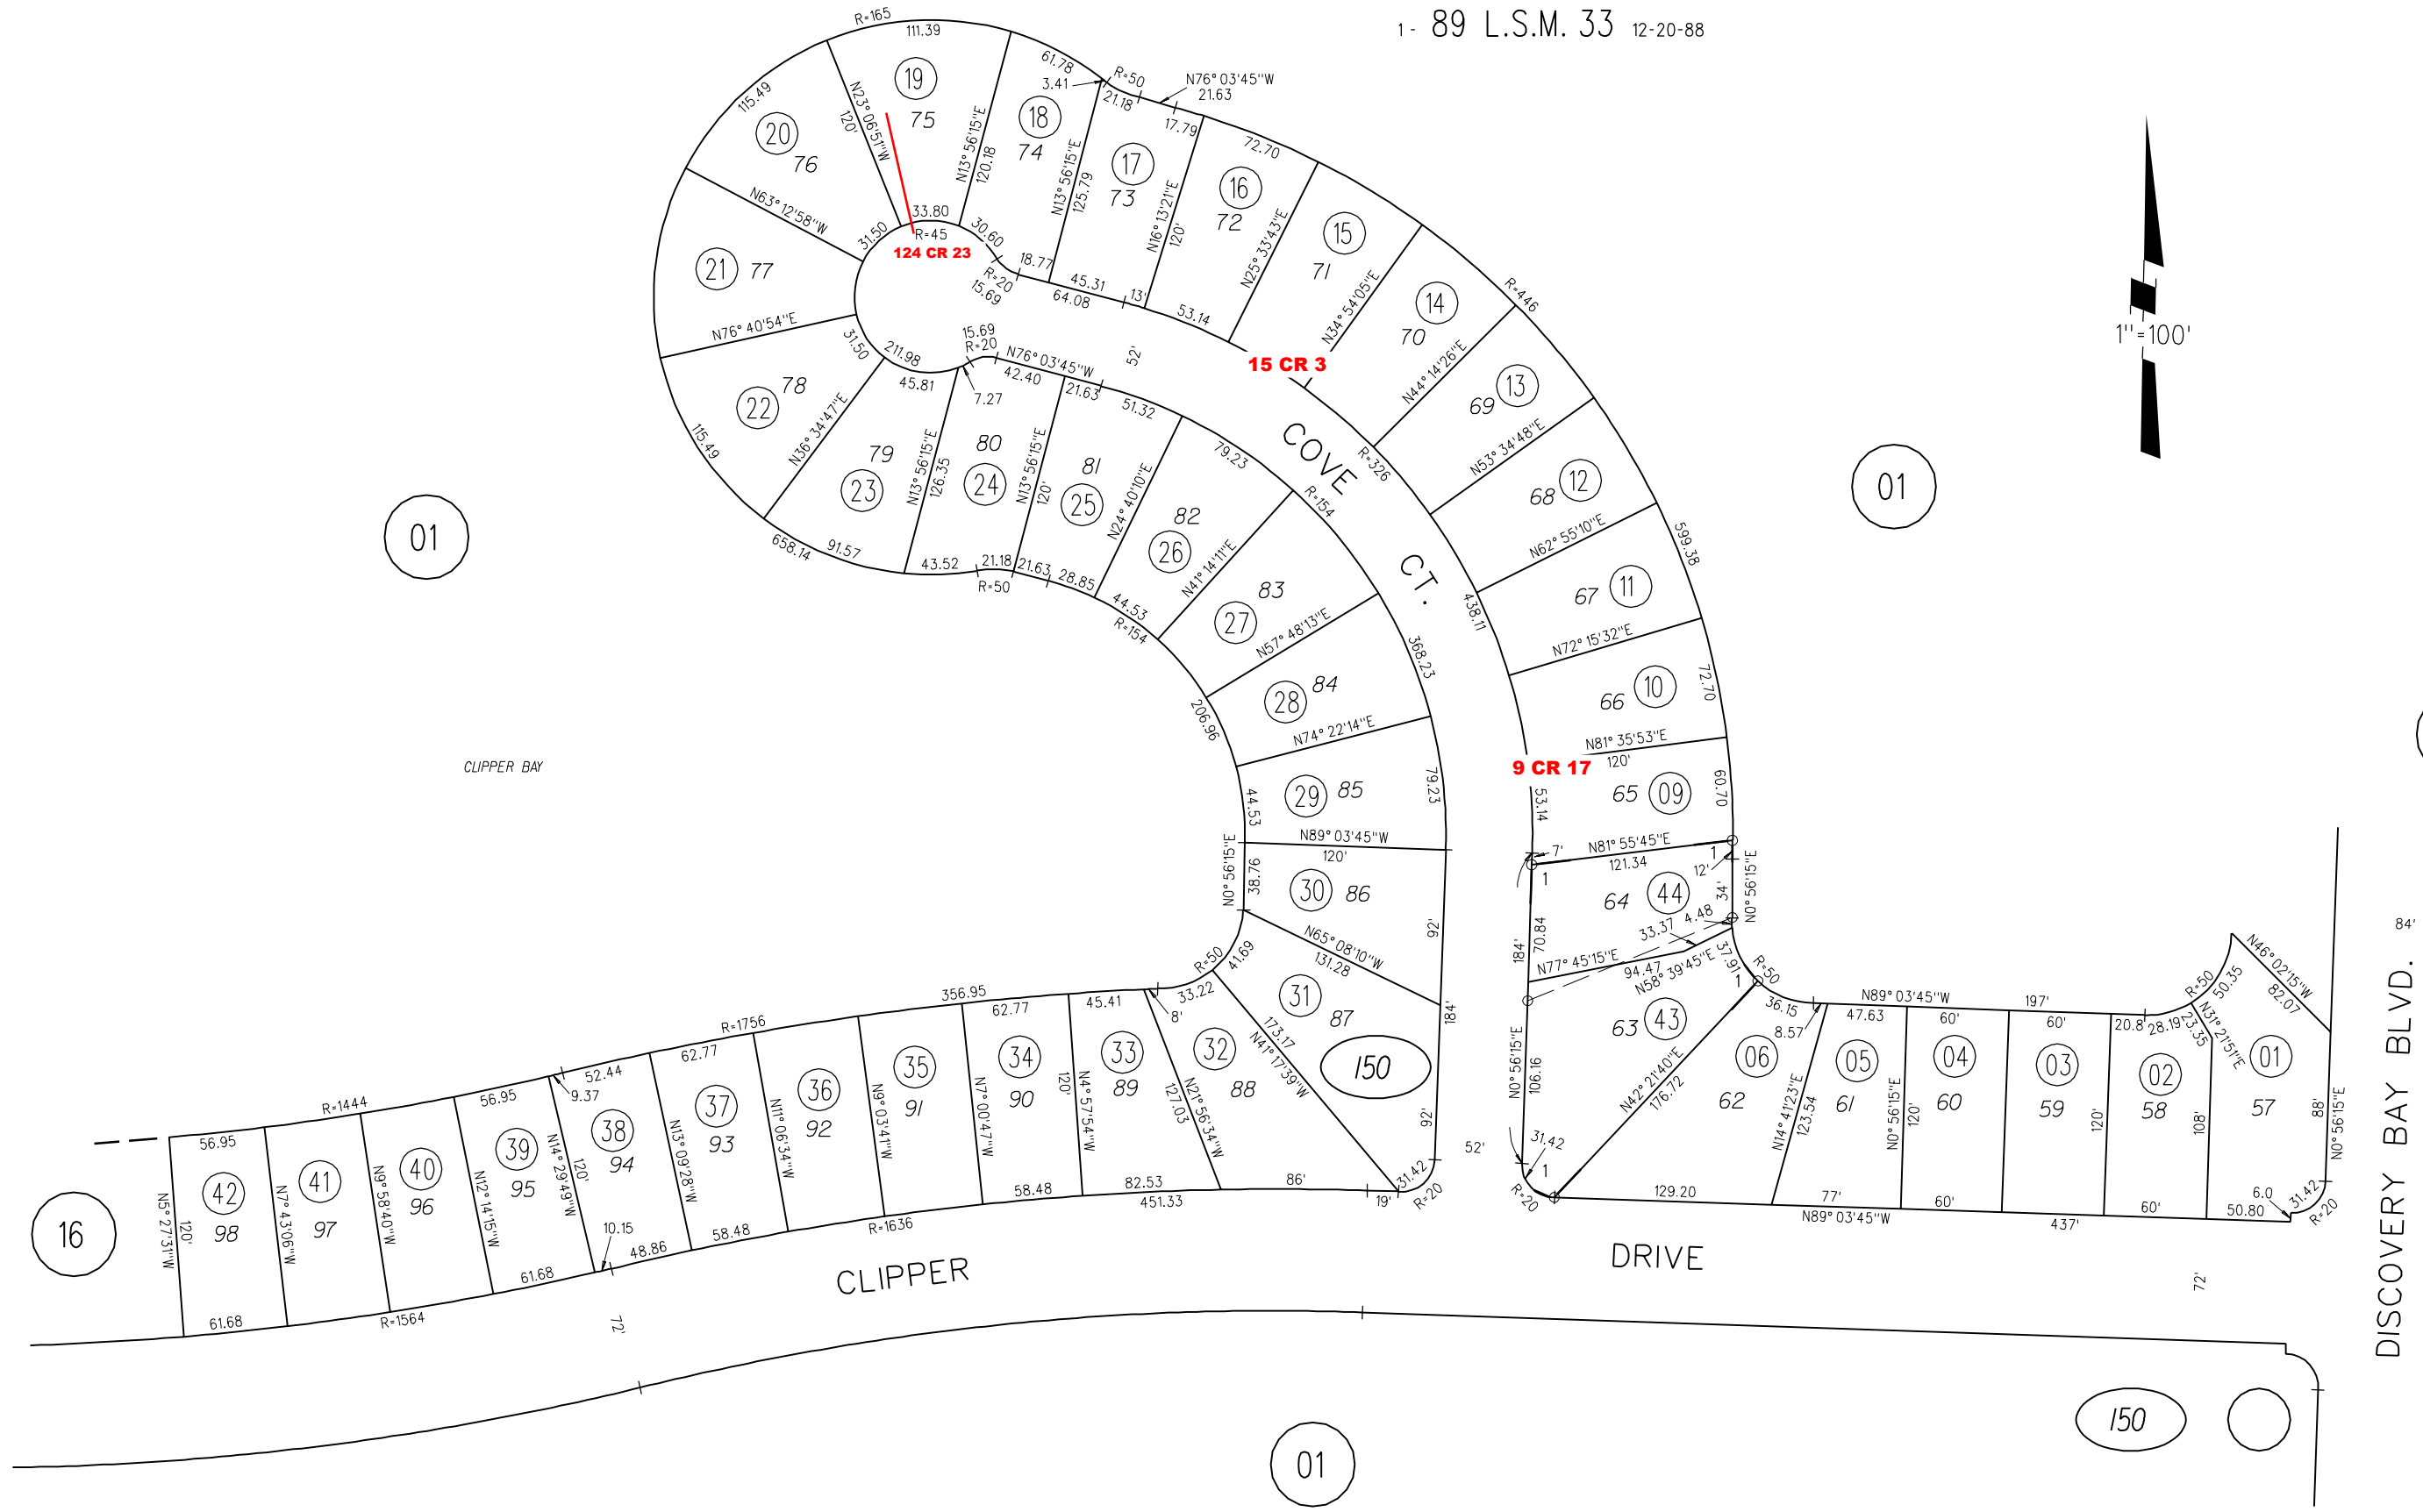 1 - 89 L.S.M. 33 12-20-88
R=165
111.39
61.78
3.41
R=50
21.18
N76° 03'45"W
21.63
17.79
72.70
115.49
N23° 06'51"W
120'
19
75
N13° 56'15"E
120.18
18
74
N13° 56'15"E
125.79
17
73
N16° 13'21"E
120'
16
72
N25° 33'43"E
15
71
N34° 54'05"E
R=446
14
70
N44° 14'26"E
69
13
N53° 34'48"E
68
12
N62° 55'10"E
599.38
67
11
N72° 15'32"E
66
10
72.70
N81° 35'53"E
120'
65
09
60.70
20
76
N63° 12'58"W
31.50
33.80
R=45
124 CR 23
30.60
R=20
15.69
18.77
45.31
64.08
13'
53.14
15 CR 3
21
77
N76° 40'54"E
31.50
211.98
45.81
15.69
R=20
N76° 03'45"W
42.40
7.27
21.63
52'
51.32
79.23
R=154
COVE
R=326
CT.
438.11
368.23
79.23
9 CR 17
53.14
78
22
115.49
N36° 34'47"E
79
23
N13° 56'15"E
126.35
80
24
N13° 56'15"E
120'
81
25
N24° 40'10"E
82
26
N41° 14'11"E
83
27
N57° 48'13"E
84
28
N74° 22'14"E
29
85
N89° 03'45"W
120'
30
86
658.14
91.57
43.52
21.18
R=50
21.63
28.85
44.53
R=154
206.96
44.53
N0° 56'15"E
38.76
01
01
1"=100'
CLIPPER BAY
7'
N81° 55'45"E
121.34
1
1
12'
34'
N0° 56'15"E
64
44
33.37
4.48
184'
70.84
N77° 45'15"E
94.47
N58° 39'45"E
37.91
1
R=50
36.15
8.57
63
43
N0° 56'15"E
106.16
N42° 21'40"E
176.72
31.42
1
R=20
N65° 08'10"W
131.28
92'
184'
92'
R=50
41.69
33.22
8'
31
87
173.17
N41° 17'39"W
150
31.42
R=20
52'
N89° 03'45"W
197'
47.63
60'
60'
20.8
28.19
R=50
50.35
N46° 02'15"W
82.07
N31° 21'51"E
23.35
84'
06
62
N14° 41'23"E
123.54
05
61
N0° 56'15"E
120'
04
60
03
59
120'
02
58
108'
01
57
88'
N0° 56'15"E
129.20
77'
60'
60'
50.80
6.0
31.42
R=20
N89° 03'45"W
437'
DISCOVERY BAY BLVD.
72'
356.95
R=1756
R=1444
56.95
56.95
9.37
52.44
62.77
62.77
45.41
16
N5° 27'31"W
120'
42
98
N7° 43'06"W
41
97
N9° 58'40"W
40
96
N12° 14'15"W
39
95
N14° 29'49"W
120'
38
94
N13° 09'28"W
37
93
N11° 06'34"W
36
92
N9° 03'41"W
35
91
N7° 00'47"W
34
90
120'
N4° 57'54"W
33
89
127.03
N21° 56'34"W
32
88
61.68
R=1564
61.68
10.15
48.86
58.48
R=1636
58.48
82.53
451.33
86'
19'
72'
CLIPPER
DRIVE
01
150